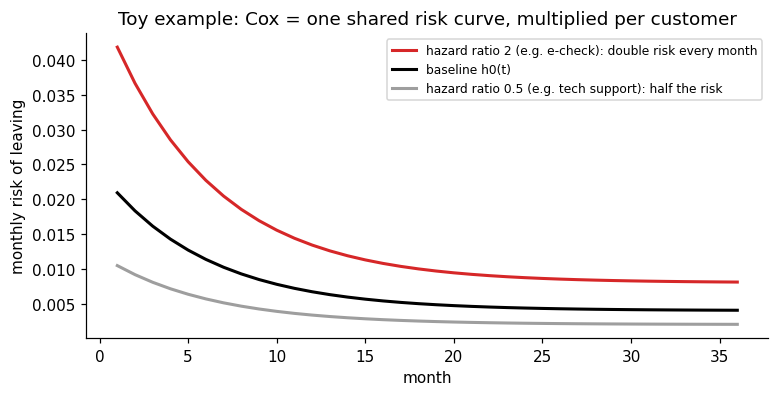 Toy example: Cox = one shared risk curve, multiplied per customer
hazard ratio 2 (e.g. e-check): double risk every month
baseline h0(t)
hazard ratio 0.5 (e.g. tech support): half the risk
monthly risk of leaving
0.040
0.035
0.030
0.025
0.020
0.015
0.010
0.005
0 5 10 15 20 25 30 35
month